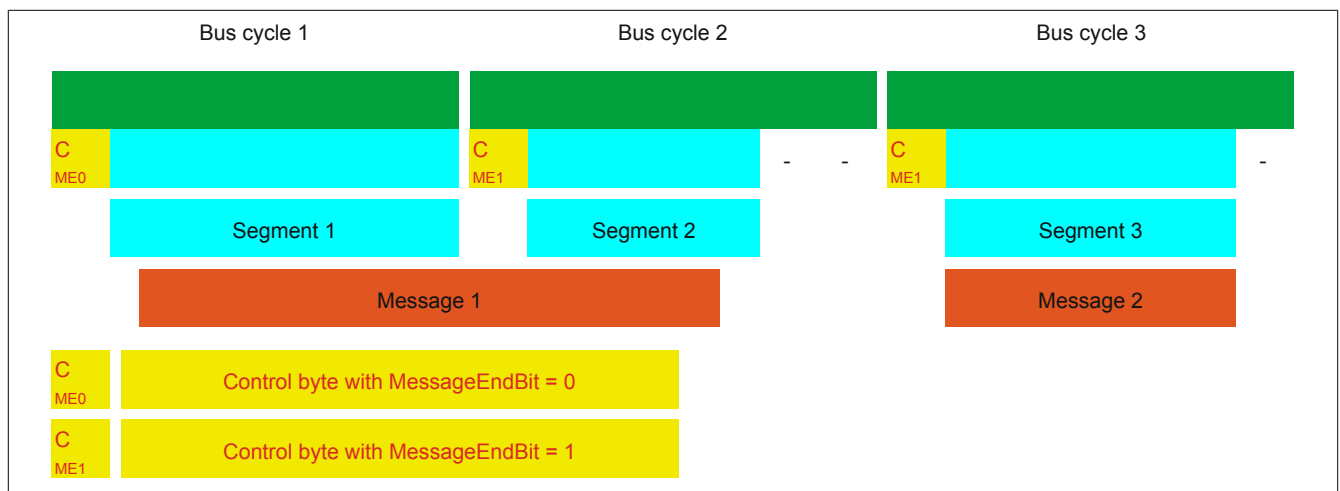 Bus cycle 1 Bus cycle 2 Bus cycle 3
C C - - C -
ME0 ME1 ME1
Segment 1 Segment 2 Segment 3
Message 1 Message 2
C
ME0
Control byte with MessageEndBit = 0
C
ME1
Control byte with MessageEndBit = 1